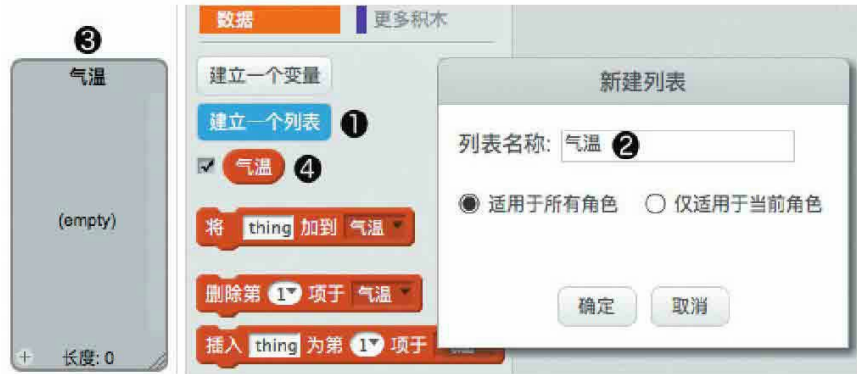 ❸
气温
(empty)
+ 长度: 0
数据 更多积木
建立一个变量
建立一个列表 ❶
气温 ❹
将 thing 加到 气温
删除第 1 项于 气温
插入 thing 为第 1 项于
新建列表
列表名称: 气温 ❷
适用于所有角色 仅适用于当前角色
确定 取消